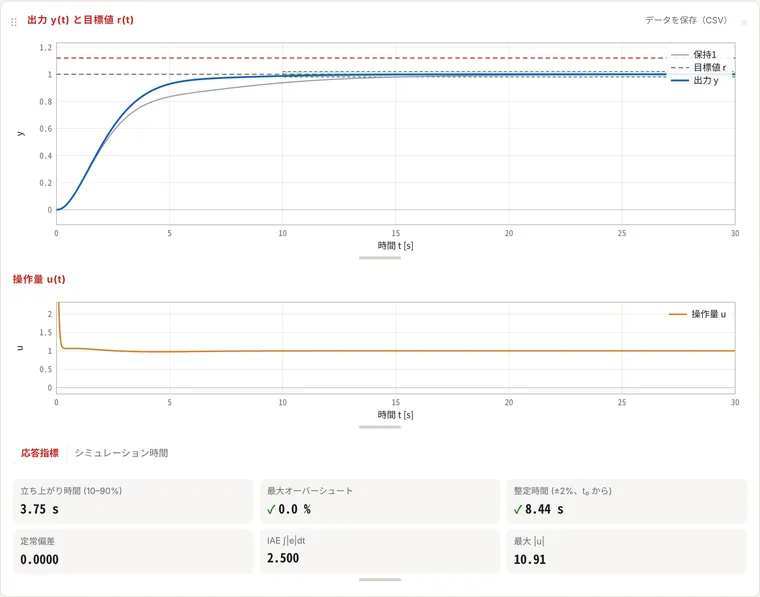 出力 y(t) と目標値 r(t)
データを保存（CSV）
×
1.2
1
0.8
0.6
0.4
0.2
0
y
保持1
目標値 r
出力 y
0 5 10 15 20 25 30
時間 t [s]
操作量 u(t)
2
1.5
1
0.5
0
u
操作量 u
0 5 10 15 20 25 30
時間 t [s]
応答指標 シミュレーション時間
立ち上がり時間 (10–90%)
3.75 s
最大オーバーシュート
✓ 0.0 %
整定時間 (±2%、t₀ から)
✓ 8.44 s
定常偏差
0.0000
IAE ∫|e|dt
2.500
最大 |u|
10.91